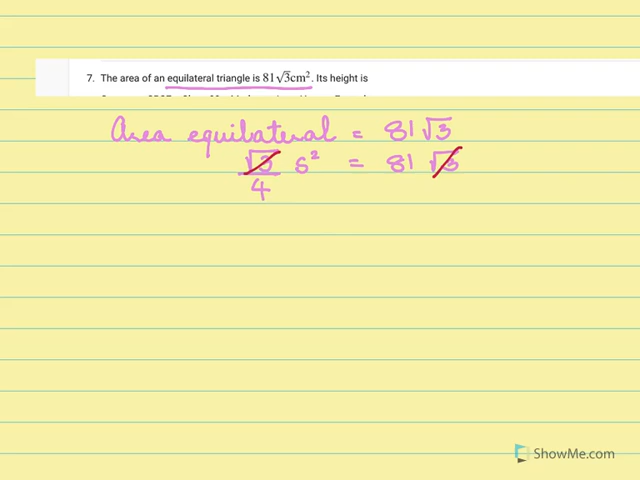 7. The area of an equilateral triangle is 81√3cm². Its height is
Area equilateral = 81√3
√3/4 s² = 81 √3
ShowMe.com